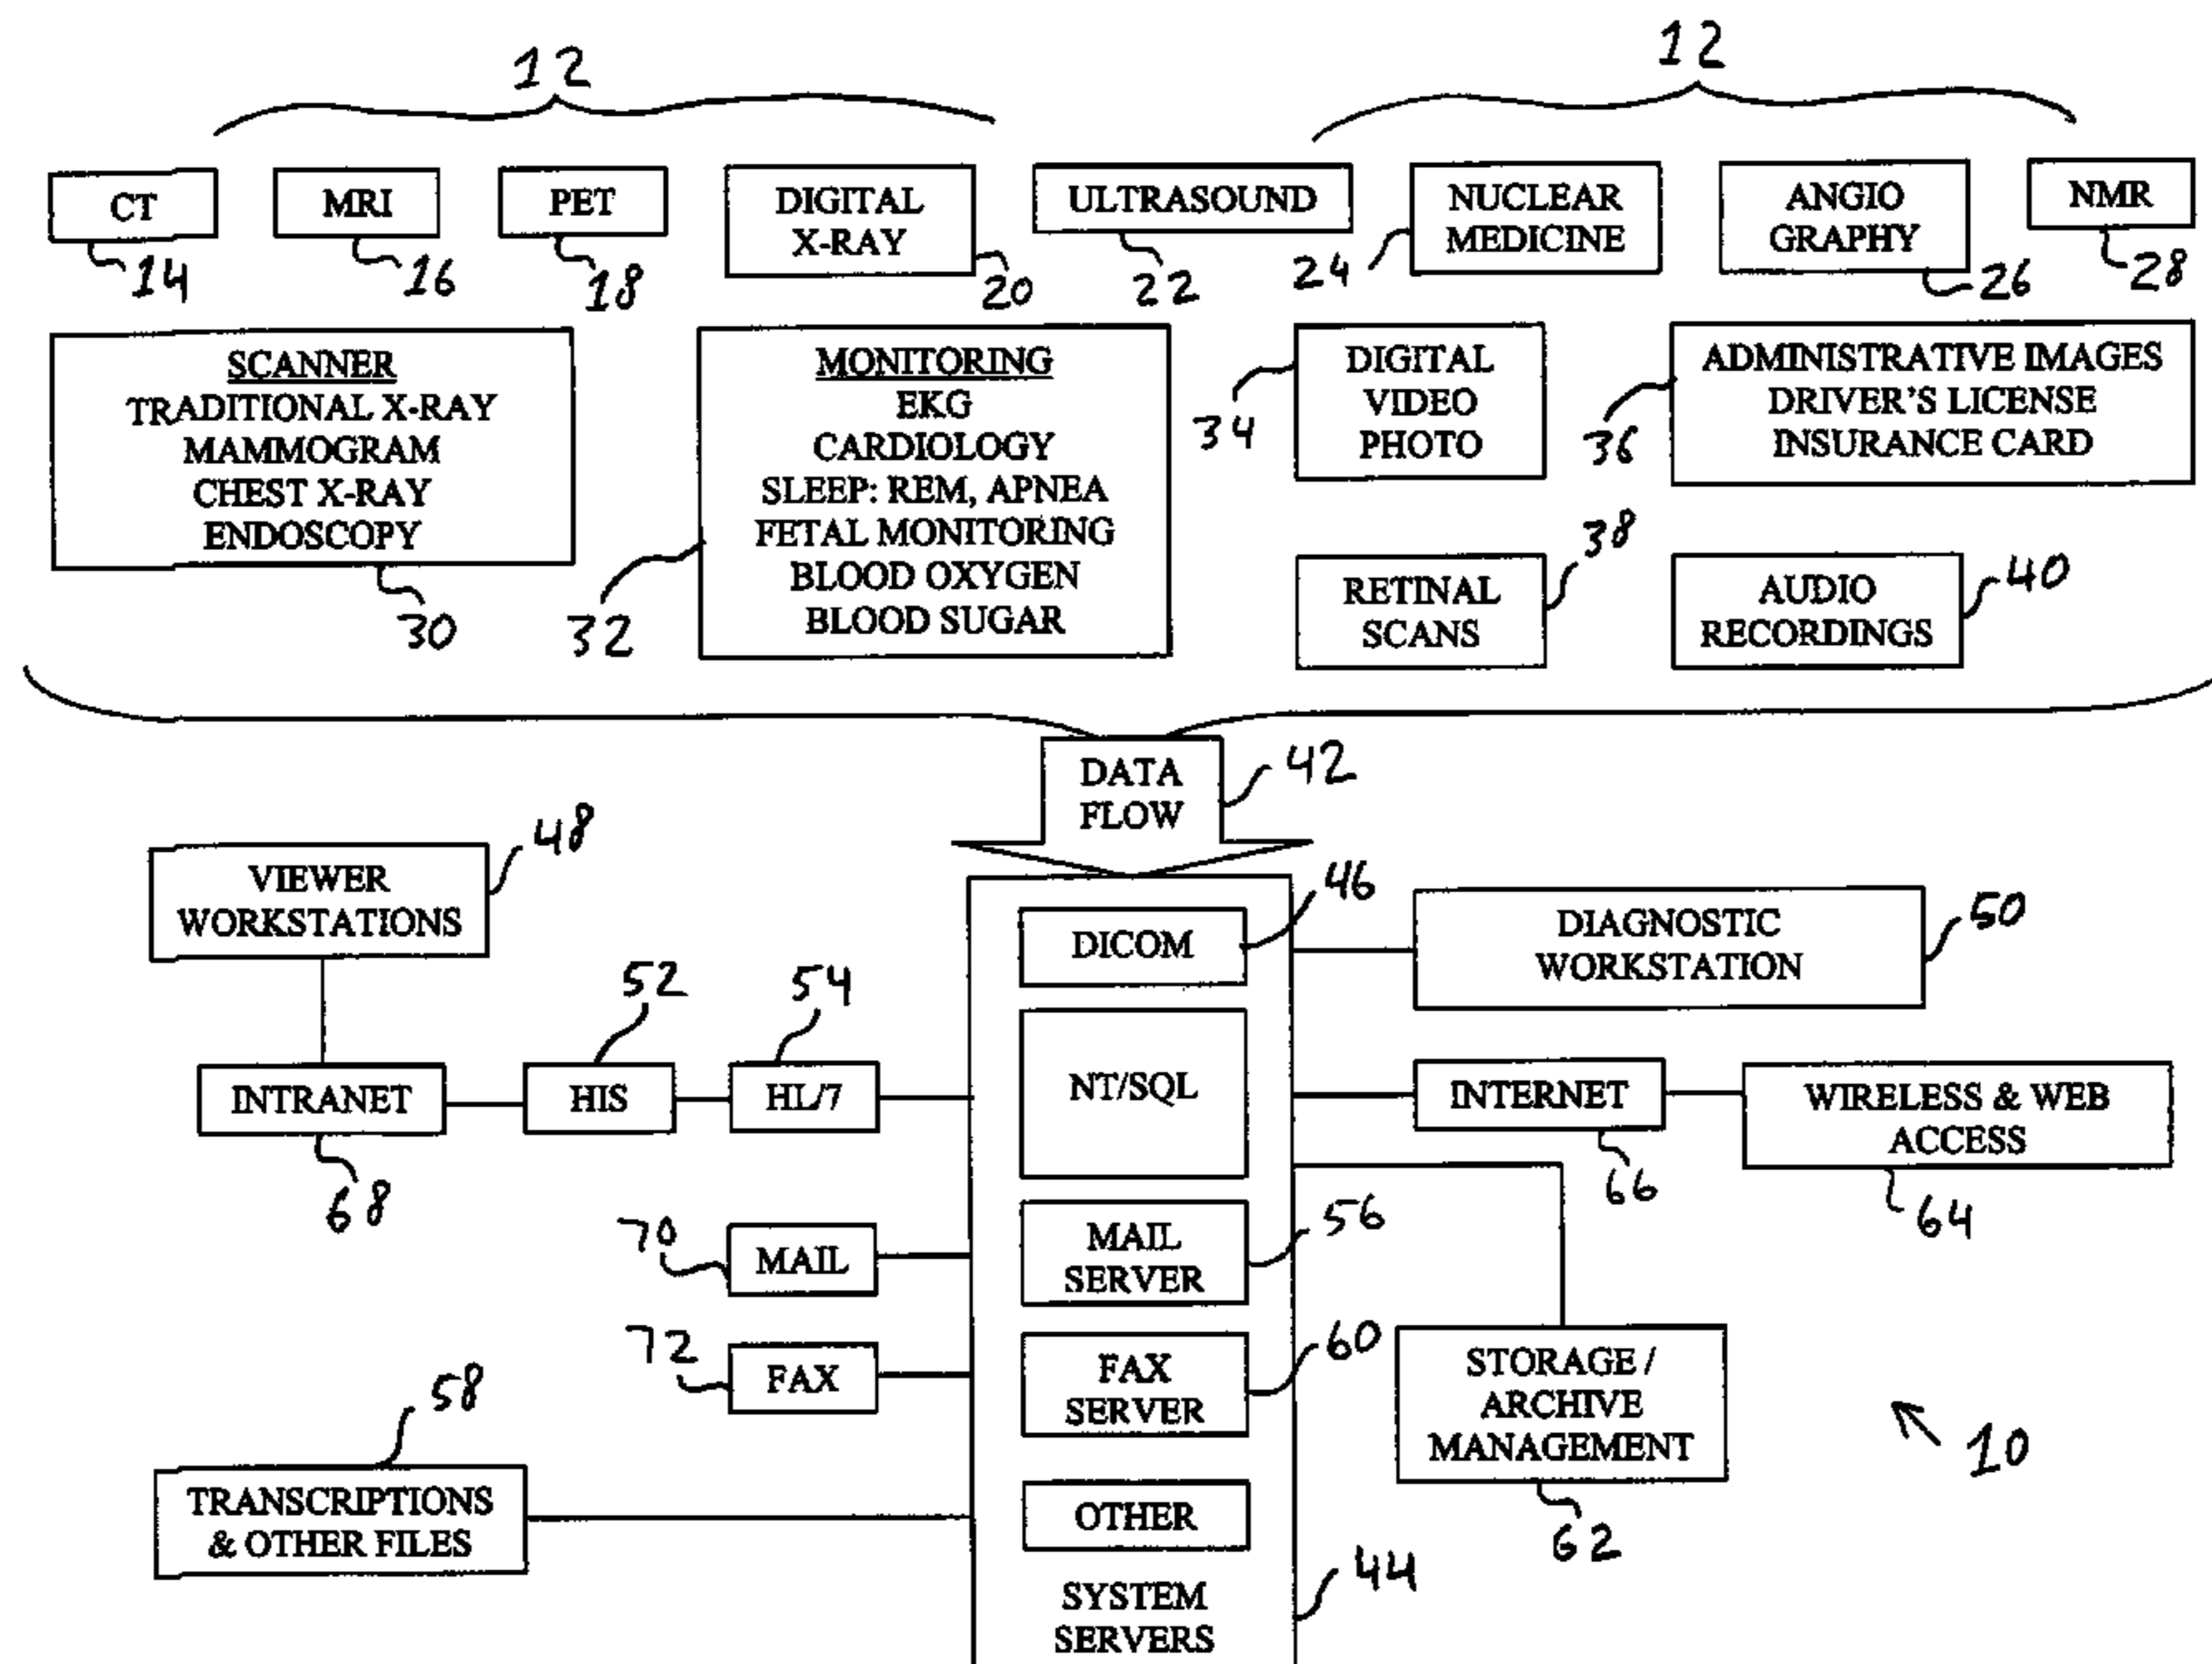 12
12
CT
MRI
PET
DIGITAL
X-RAY
ULTRASOUND
NUCLEAR
MEDICINE
ANGIO
GRAPHY
NMR
14
16
18
20
22
24
26
28
SCANNER
TRADITIONAL X-RAY
MAMMOGRAM
CHEST X-RAY
ENDOSCOPY
30
MONITORING
EKG
CARDIOLOGY
SLEEP: REM, APNEA
FETAL MONITORING
BLOOD OXYGEN
BLOOD SUGAR
32
DIGITAL
VIDEO
PHOTO
34
ADMINISTRATIVE IMAGES
DRIVER'S LICENSE
INSURANCE CARD
36
RETINAL
SCANS
38
AUDIO
RECORDINGS
40
DATA
FLOW
42
VIEWER
WORKSTATIONS
48
DICOM
46
DIAGNOSTIC
WORKSTATION
50
52
54
INTRANET
68
HIS
HL/7
NT/SQL
INTERNET
66
WIRELESS & WEB
ACCESS
64
70
MAIL
MAIL
SERVER
56
72
FAX
FAX
SERVER
60
STORAGE /
ARCHIVE
MANAGEMENT
62
10
58
TRANSCRIPTIONS
& OTHER FILES
OTHER
SYSTEM
SERVERS
44